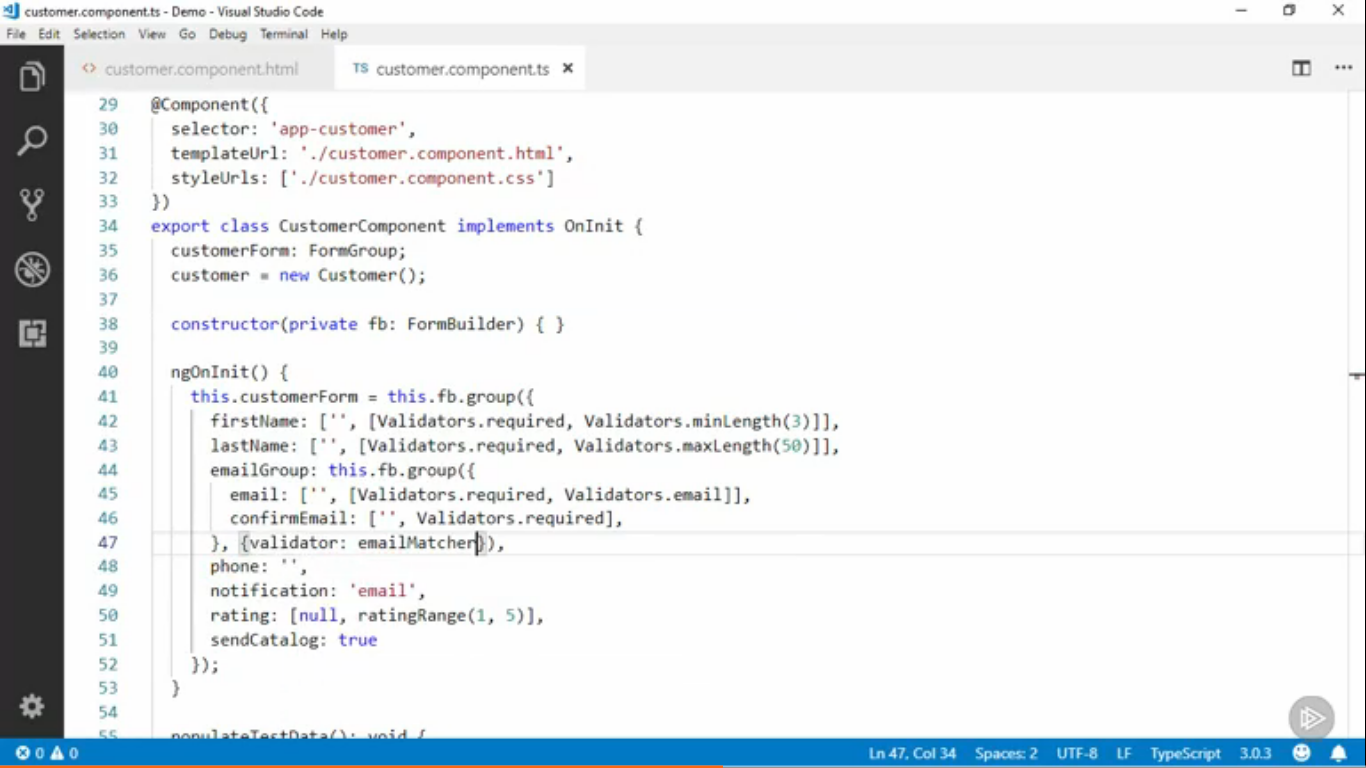 customer.component.ts - Demo - Visual Studio Code
File Edit Selection View Go Debug Terminal Help
<> customer.component.html TS customer.component.ts ×
29 @Component({
30 selector: 'app-customer',
31 templateUrl: './customer.component.html',
32 styleUrls: ['./customer.component.css']
33 })
34 export class CustomerComponent implements OnInit {
35 customerForm: FormGroup;
36 customer = new Customer();
37
38 constructor(private fb: FormBuilder) { }
39
40 ngOnInit() {
41 this.customerForm = this.fb.group({
42 firstName: ['', [Validators.required, Validators.minLength(3)]],
43 lastName: ['', [Validators.required, Validators.maxLength(50)]],
44 emailGroup: this.fb.group({
45 email: ['', [Validators.required, Validators.email]],
46 confirmEmail: ['', Validators.required],
47 }, {validator: emailMatcher}),
48 phone: '',
49 notification: 'email',
50 rating: [null, ratingRange(1, 5)],
51 sendCatalog: true
52 });
53 }
54
55 populateTestData(): void {
0 0 Ln 47, Col 34 Spaces: 2 UTF-8 LF TypeScript 3.0.3